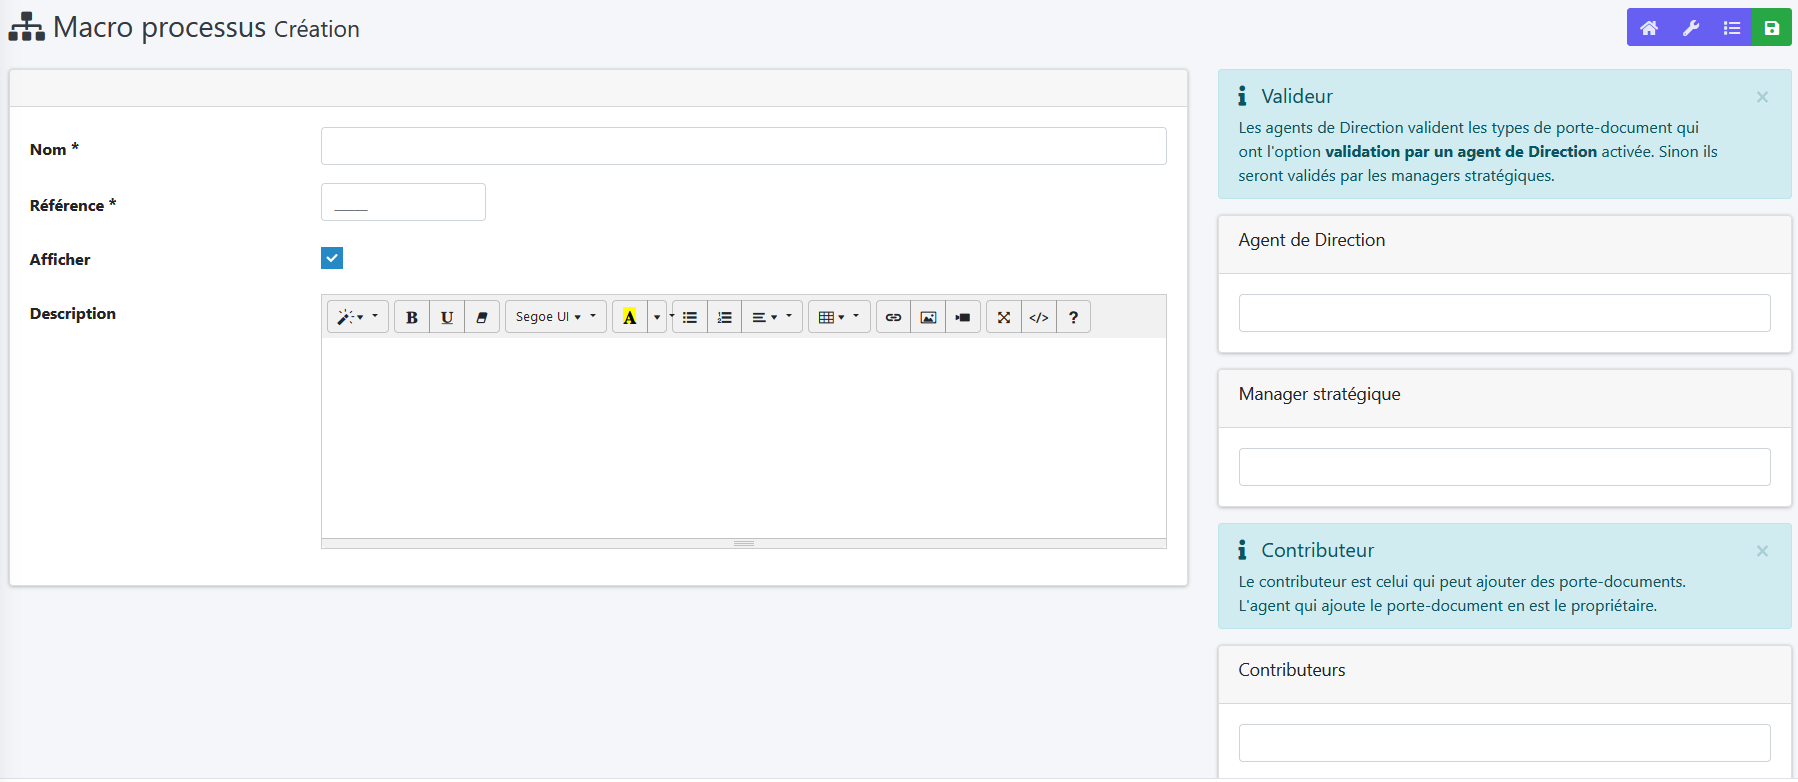 Macro processus Création
Nom *
Référence *
_____
Afficher
Description
B U Segoe UI A </> ?
i Valideur ×
Les agents de Direction valident les types de porte-document qui
ont l'option validation par un agent de Direction activée. Sinon ils
seront validés par les managers stratégiques.
Agent de Direction
Manager stratégique
i Contributeur ×
Le contributeur est celui qui peut ajouter des porte-documents.
L'agent qui ajoute le porte-document en est le propriétaire.
Contributeurs